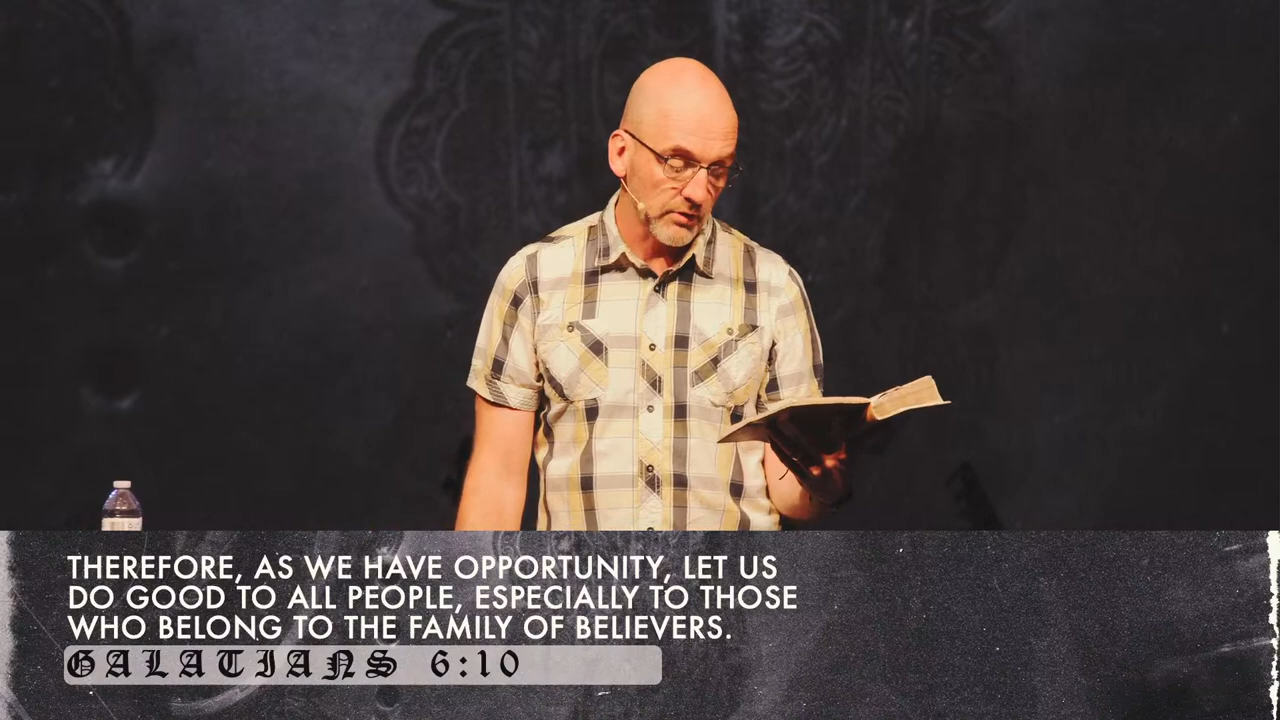 THEREFORE, AS WE HAVE OPPORTUNITY, LET US
DO GOOD TO ALL PEOPLE, ESPECIALLY TO THOSE
WHO BELONG TO THE FAMILY OF BELIEVERS.
GALATIANS 6:10